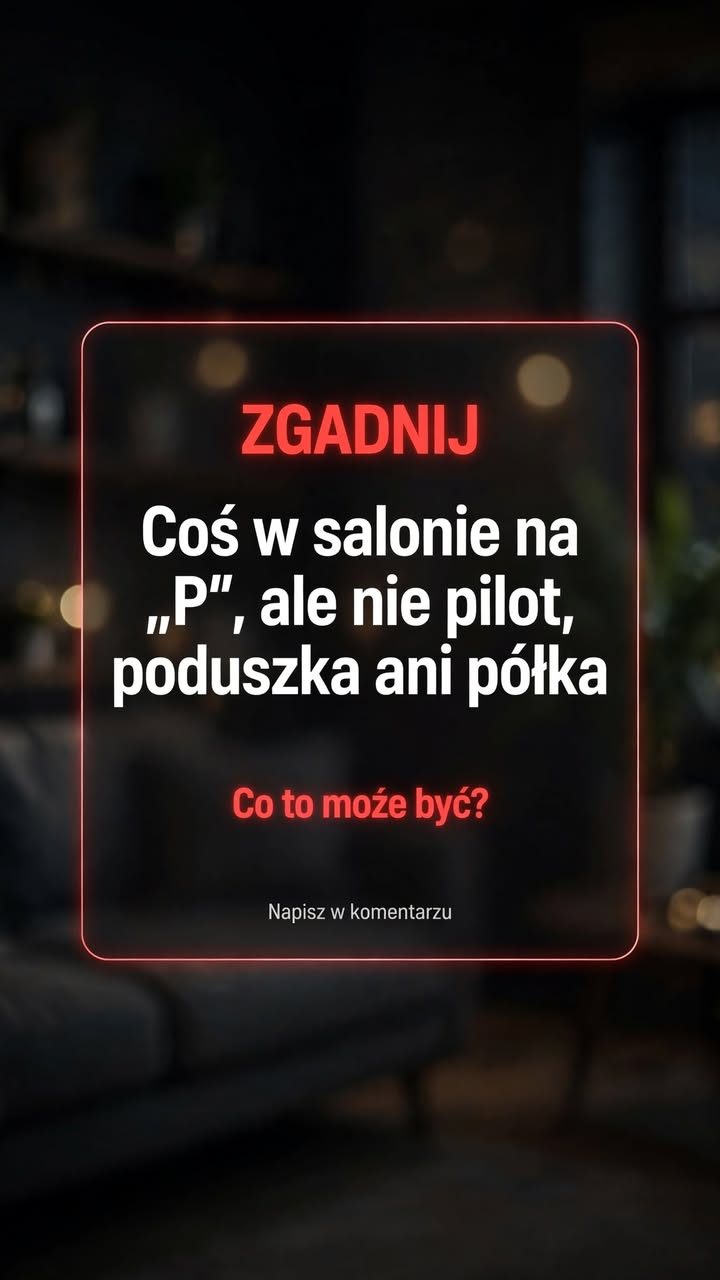 ZGADNIJ
Coś w salonie na
„P”, ale nie pilot,
poduszka ani półka
Co to może być?
Napisz w komentarzu